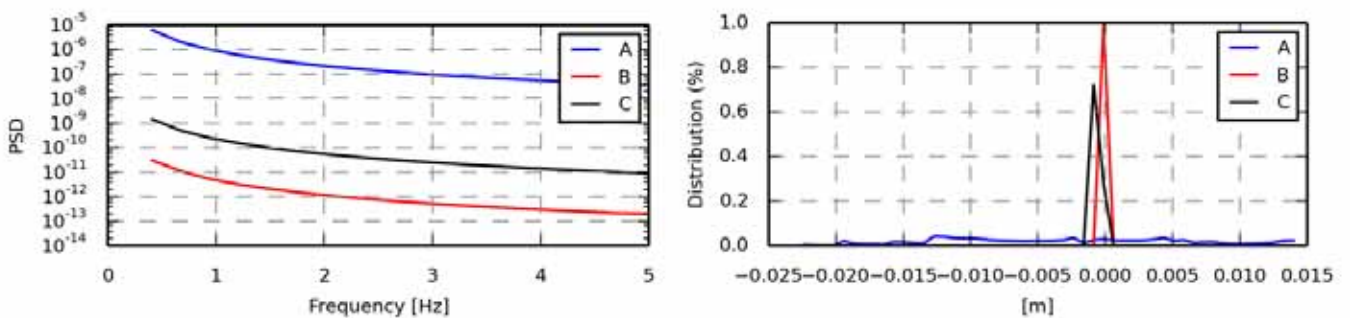 10^-5
10^-6
10^-7
10^-8
10^-9
10^-10
10^-11
10^-12
10^-13
10^-14
PSD
0 1 2 3 4 5
Frequency [Hz]
A
B
C
1.0
0.8
0.6
0.4
0.2
0.0
Distribution (%)
−0.025−0.020−0.015−0.010−0.005 0.000 0.005 0.010 0.015
[m]
A
B
C